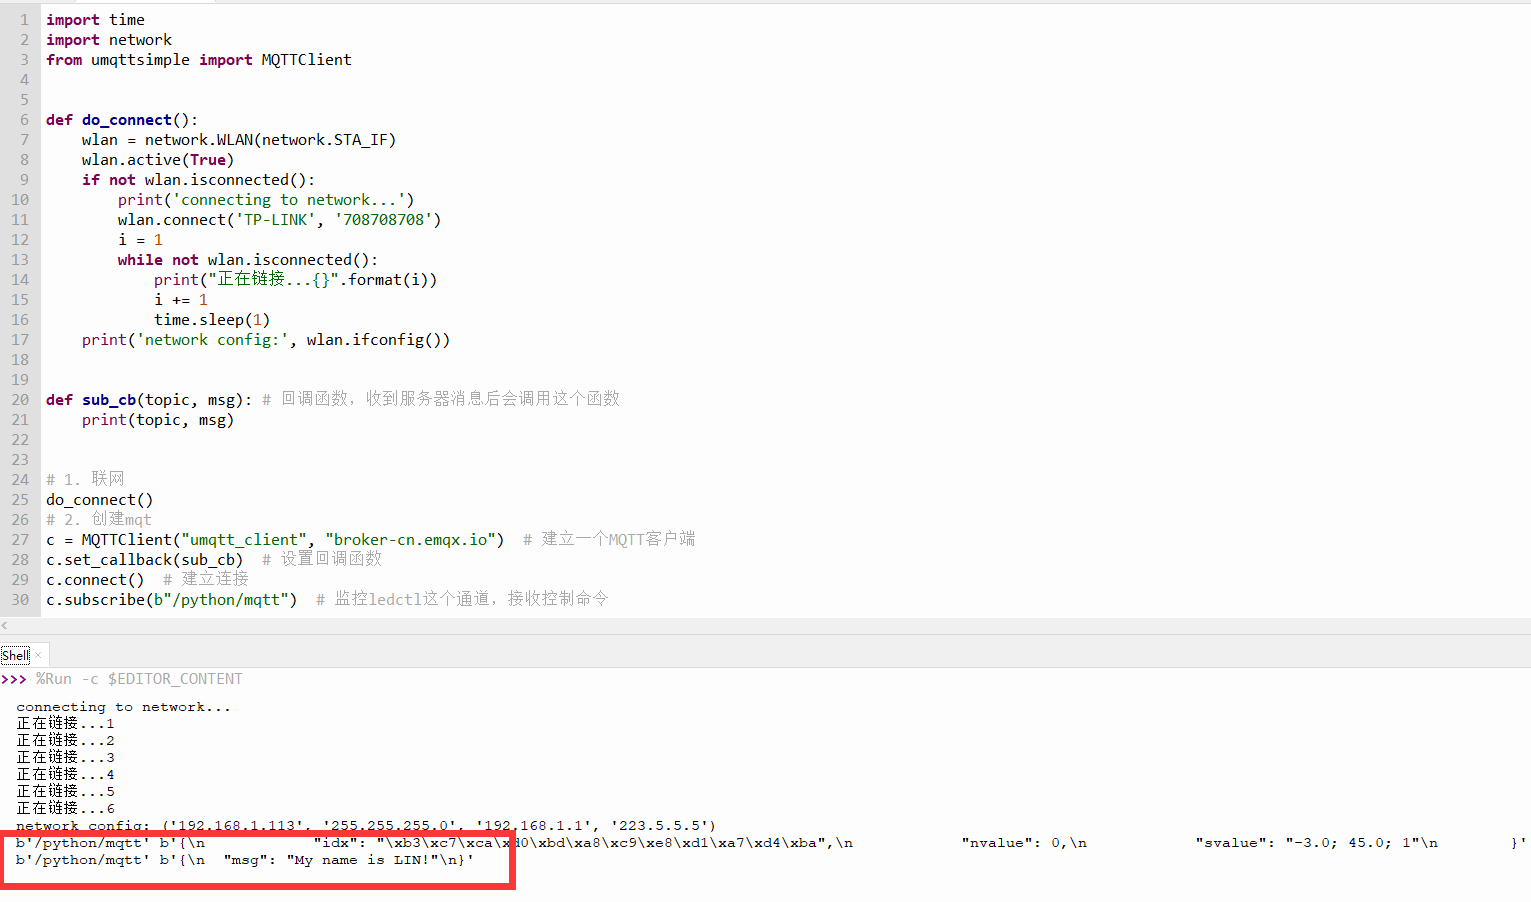 1 import time
2 import network
3 from umqttsimple import MQTTClient
4
5
6 def do_connect():
7     wlan = network.WLAN(network.STA_IF)
8     wlan.active(True)
9     if not wlan.isconnected():
10         print('connecting to network...')
11         wlan.connect('TP-LINK', '708708708')
12         i = 1
13         while not wlan.isconnected():
14             print("正在链接...{}".format(i))
15             i += 1
16             time.sleep(1)
17     print('network config:', wlan.ifconfig())
18
19
20 def sub_cb(topic, msg): # 回调函数，收到服务器消息后会调用这个函数
21     print(topic, msg)
22
23
24 # 1. 联网
25 do_connect()
26 # 2. 创建mqt
27 c = MQTTClient("umqtt_client", "broker-cn.emqx.io")  # 建立一个MQTT客户端
28 c.set_callback(sub_cb)  # 设置回调函数
29 c.connect()  # 建立连接
30 c.subscribe(b"/python/mqtt")  # 监控ledctl这个通道，接收控制命令
Shell ×
>>> %Run -c $EDITOR_CONTENT
connecting to network...
正在链接...1
正在链接...2
正在链接...3
正在链接...4
正在链接...5
正在链接...6
network config: ('192.168.1.113', '255.255.255.0', '192.168.1.1', '223.5.5.5')
b'/python/mqtt' b'{\n            "idx": "\xb3\xc7\xca\xd0\xbd\xa8\xc9\xe8\xd1\xa7\xd4\xba",\n            "nvalue": 0,\n            "svalue": "-3.0; 45.0; 1"\n        }'
b'/python/mqtt' b'{\n  "msg": "My name is LIN!"\n}'